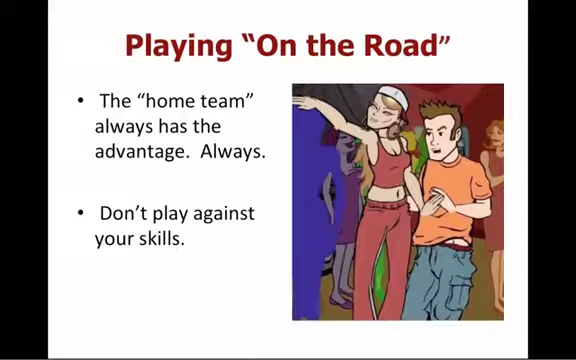 Playing “On the Road”
• The “home team”
always has the
advantage. Always.
• Don’t play against
your skills.